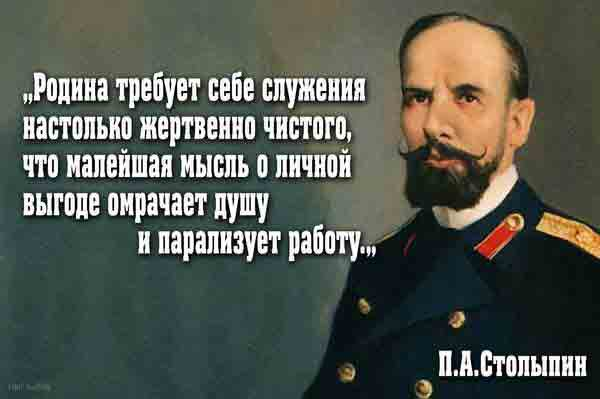 „Родина требует себе служения
настолько жертвенно чистого,
что малейшая мысль о личной
выгоде омрачает душу
и парализует работу.„
П.А.Столыпин